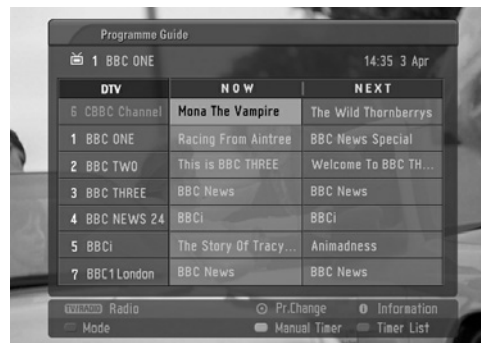 Programme Guide
1 BBC ONE 14:35 3 Apr
DTV NOW NEXT
6 CBBC Channel Mona The Vampire The Wild Thornberrys
1 BBC ONE Racing From Aintree BBC News Special
2 BBC TWO This is BBC THREE Welcome To BBC TH...
3 BBC THREE BBC News BBC News
4 BBC NEWS 24 BBCi BBCi
5 BBCi The Story Of Tracy... Animadness
7 BBC1London BBC News BBC News
TV/RADIO Radio Pr.Change i Information
Mode Manual Timer Timer List